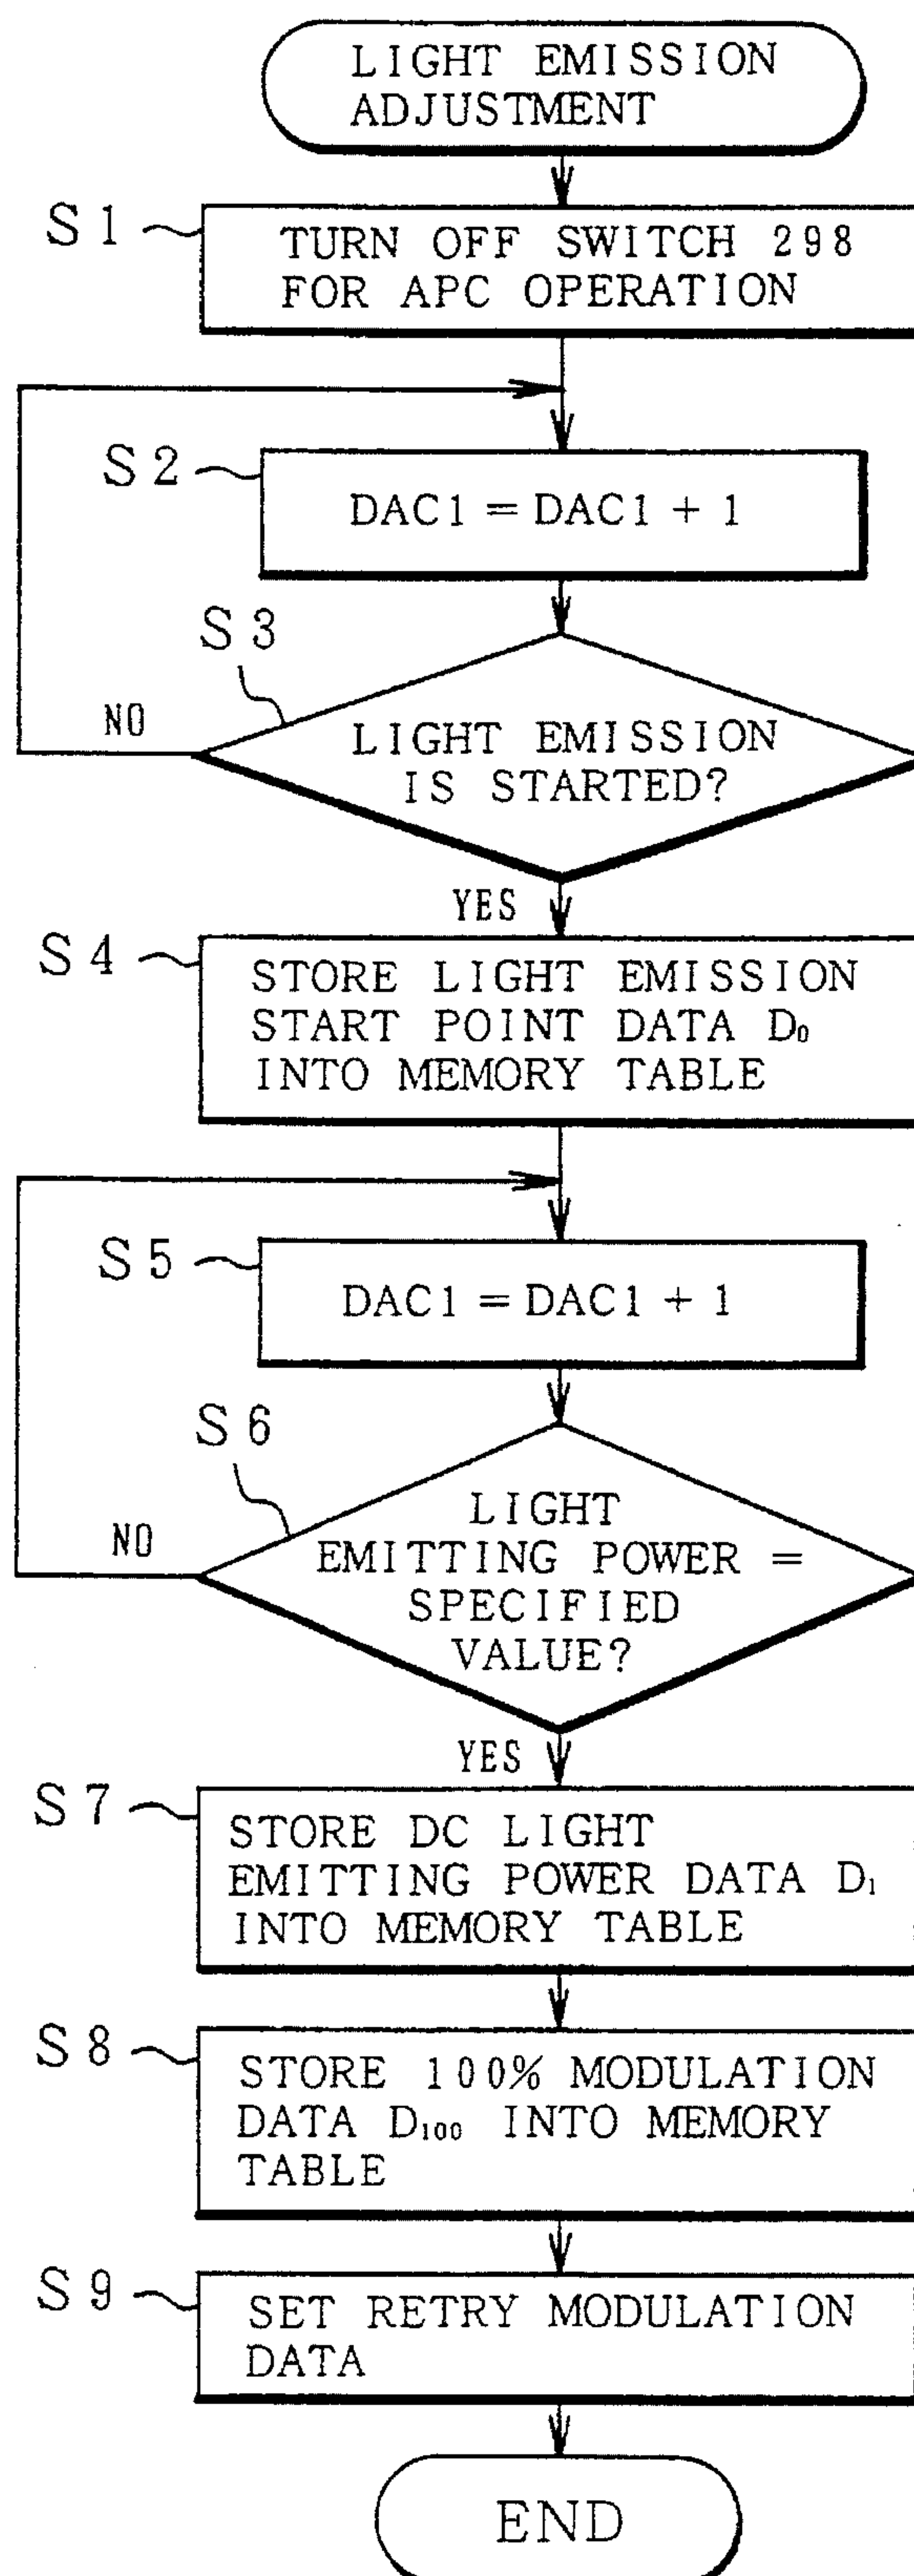 LIGHT EMISSION
ADJUSTMENT
S1
TURN OFF SWITCH 298
FOR APC OPERATION
S2
DAC1 = DAC1 + 1
S3
LIGHT EMISSION
IS STARTED?
NO
YES
S4
STORE LIGHT EMISSION
START POINT DATA D₀
INTO MEMORY TABLE
S5
DAC1 = DAC1 + 1
S6
LIGHT
EMITTING POWER =
SPECIFIED
VALUE?
NO
YES
S7
STORE DC LIGHT
EMITTING POWER DATA D₁
INTO MEMORY TABLE
S8
STORE 100% MODULATION
DATA D₁₀₀ INTO MEMORY
TABLE
S9
SET RETRY MODULATION
DATA
END